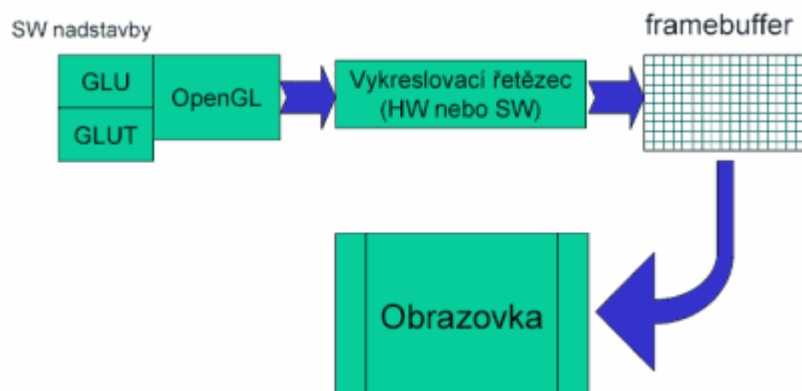 SW nadstavby
framebuffer
GLU
GLUT
OpenGL
Vykreslovací řetězec
(HW nebo SW)
Obrazovka